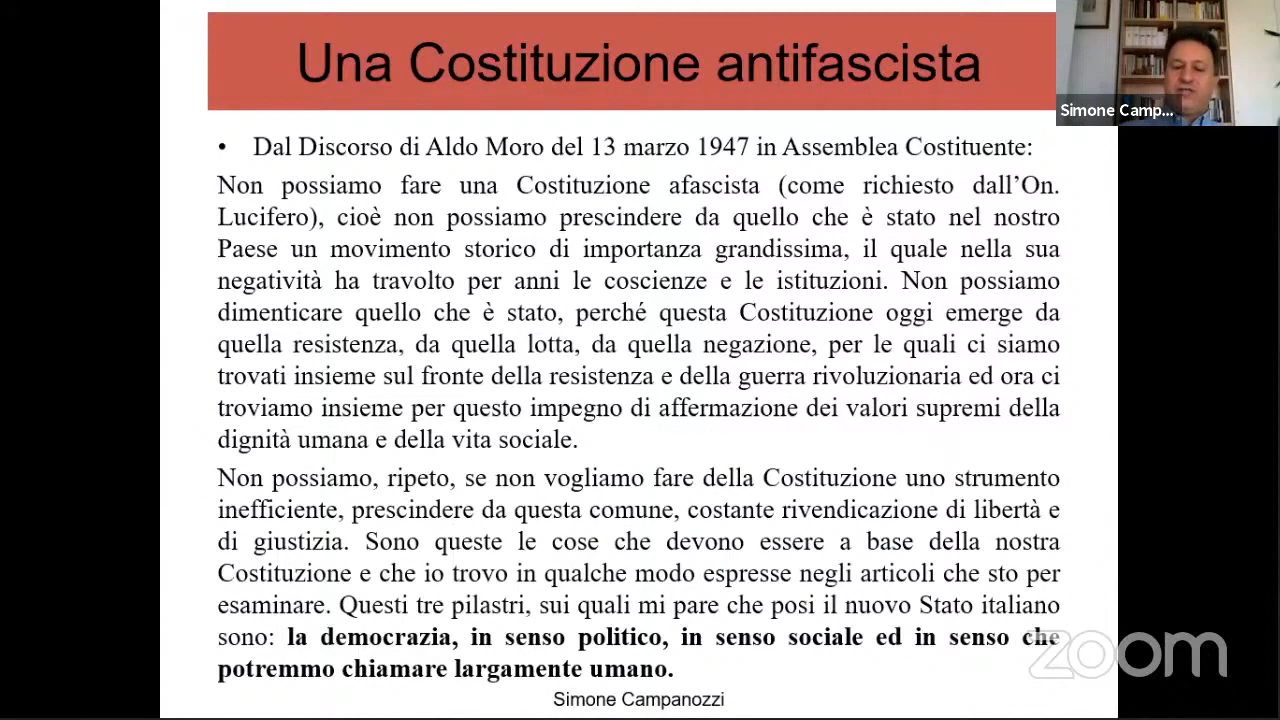 Una Costituzione antifascista
Simone Camp...
• Dal Discorso di Aldo Moro del 13 marzo 1947 in Assemblea Costituente:
Non possiamo fare una Costituzione afascista (come richiesto dall’On.
Lucifero), cioè non possiamo prescindere da quello che è stato nel nostro
Paese un movimento storico di importanza grandissima, il quale nella sua
negatività ha travolto per anni le coscienze e le istituzioni. Non possiamo
dimenticare quello che è stato, perché questa Costituzione oggi emerge da
quella resistenza, da quella lotta, da quella negazione, per le quali ci siamo
trovati insieme sul fronte della resistenza e della guerra rivoluzionaria ed ora ci
troviamo insieme per questo impegno di affermazione dei valori supremi della
dignità umana e della vita sociale.
Non possiamo, ripeto, se non vogliamo fare della Costituzione uno strumento
inefficiente, prescindere da questa comune, costante rivendicazione di libertà e
di giustizia. Sono queste le cose che devono essere a base della nostra
Costituzione e che io trovo in qualche modo espresse negli articoli che sto per
esaminare. Questi tre pilastri, sui quali mi pare che posi il nuovo Stato italiano
sono: la democrazia, in senso politico, in senso sociale ed in senso che
potremmo chiamare largamente umano.
zoom
Simone Campanozzi